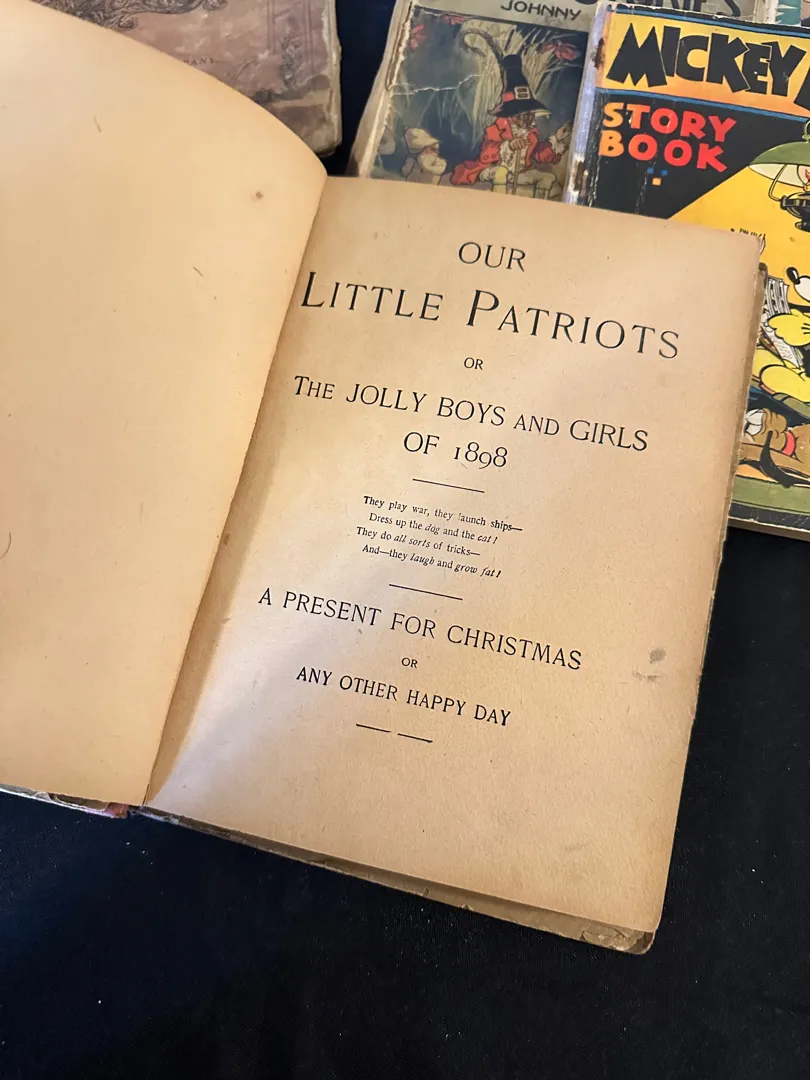 JOHNNY
MICKEY
STORY
BOOK
OUR
LITTLE PATRIOTS
OR
THE JOLLY BOYS AND GIRLS
OF 1898
They play war, they launch ships—
Dress up the dog and the cat!
They do all sorts of tricks—
And—they laugh and grow fat!
A PRESENT FOR CHRISTMAS
OR
ANY OTHER HAPPY DAY